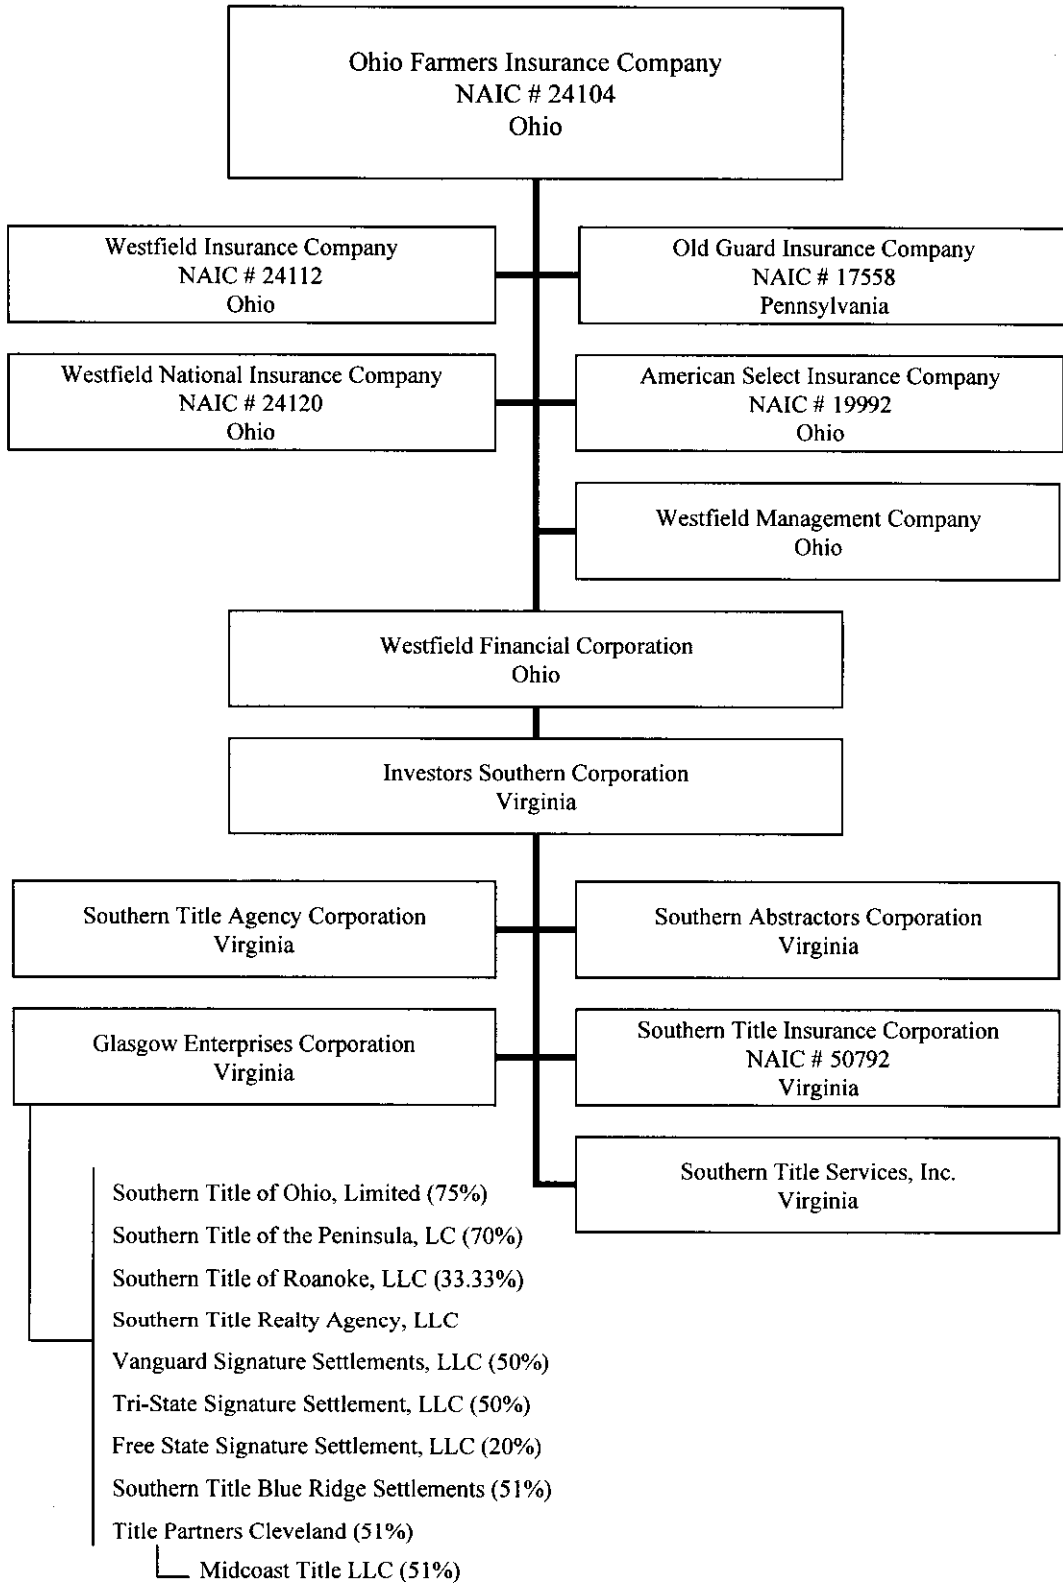 Ohio Farmers Insurance Company
NAIC # 24104
Ohio
Westfield Insurance Company
NAIC # 24112
Ohio
Old Guard Insurance Company
NAIC # 17558
Pennsylvania
Westfield National Insurance Company
NAIC # 24120
Ohio
American Select Insurance Company
NAIC # 19992
Ohio
Westfield Management Company
Ohio
Westfield Financial Corporation
Ohio
Investors Southern Corporation
Virginia
Southern Title Agency Corporation
Virginia
Southern Abstractors Corporation
Virginia
Glasgow Enterprises Corporation
Virginia
Southern Title Insurance Corporation
NAIC # 50792
Virginia
Southern Title Services, Inc.
Virginia
Southern Title of Ohio, Limited (75%)
Southern Title of the Peninsula, LC (70%)
Southern Title of Roanoke, LLC (33.33%)
Southern Title Realty Agency, LLC
Vanguard Signature Settlements, LLC (50%)
Tri-State Signature Settlement, LLC (50%)
Free State Signature Settlement, LLC (20%)
Southern Title Blue Ridge Settlements (51%)
Title Partners Cleveland (51%)
Midcoast Title LLC (51%)